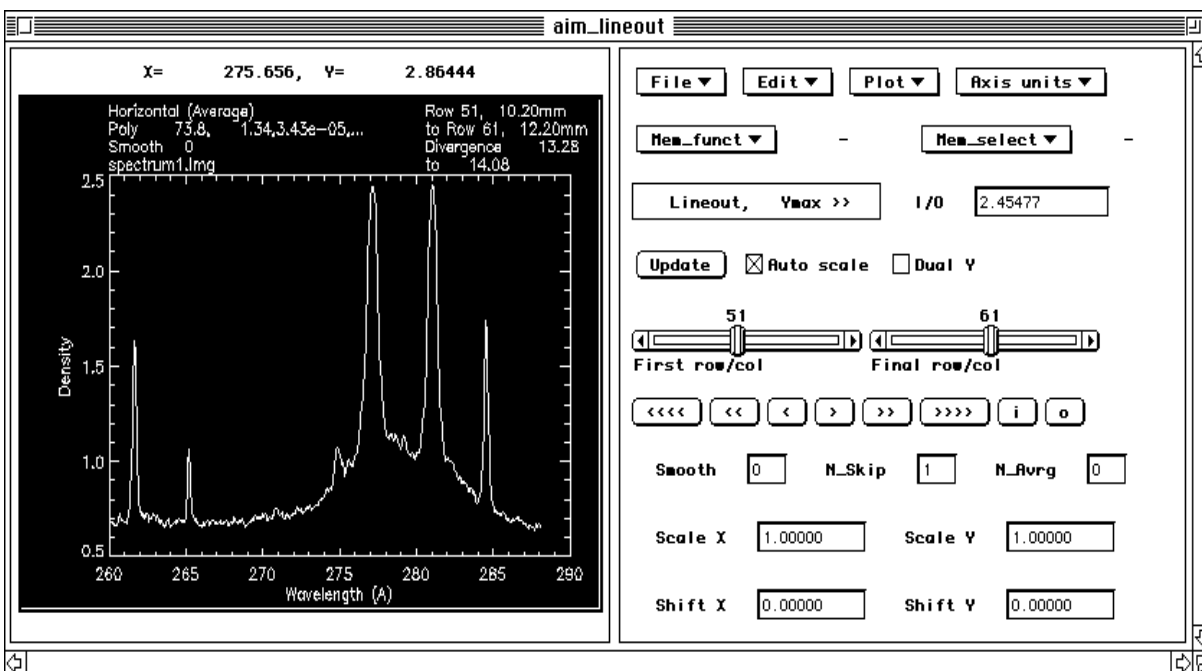 aim_lineout
X= 275.656, Y= 2.86444
Horizontal (Average)
Poly 73.8, 1.34,3.43e-05,...
Smooth 0
spectrum1.img
Row 51, 10.20mm
to Row 61, 12.20mm
Divergence 13.28
to 14.08
2.5
2.0
1.5
1.0
0.5
Density
260 265 270 275 280 285 290
Wavelength (A)
File ▼ Edit ▼ Plot ▼ Axis units ▼
Mem_funct ▼ - Mem_select ▼ -
Lineout, Ymax >> I/O 2.45477
Update Auto scale Dual Y
51 61
First row/col Final row/col
<<<< << < > >> >>>> i o
Smooth 0 N_Skip 1 N_Avrg 0
Scale X 1.00000 Scale Y 1.00000
Shift X 0.00000 Shift Y 0.00000